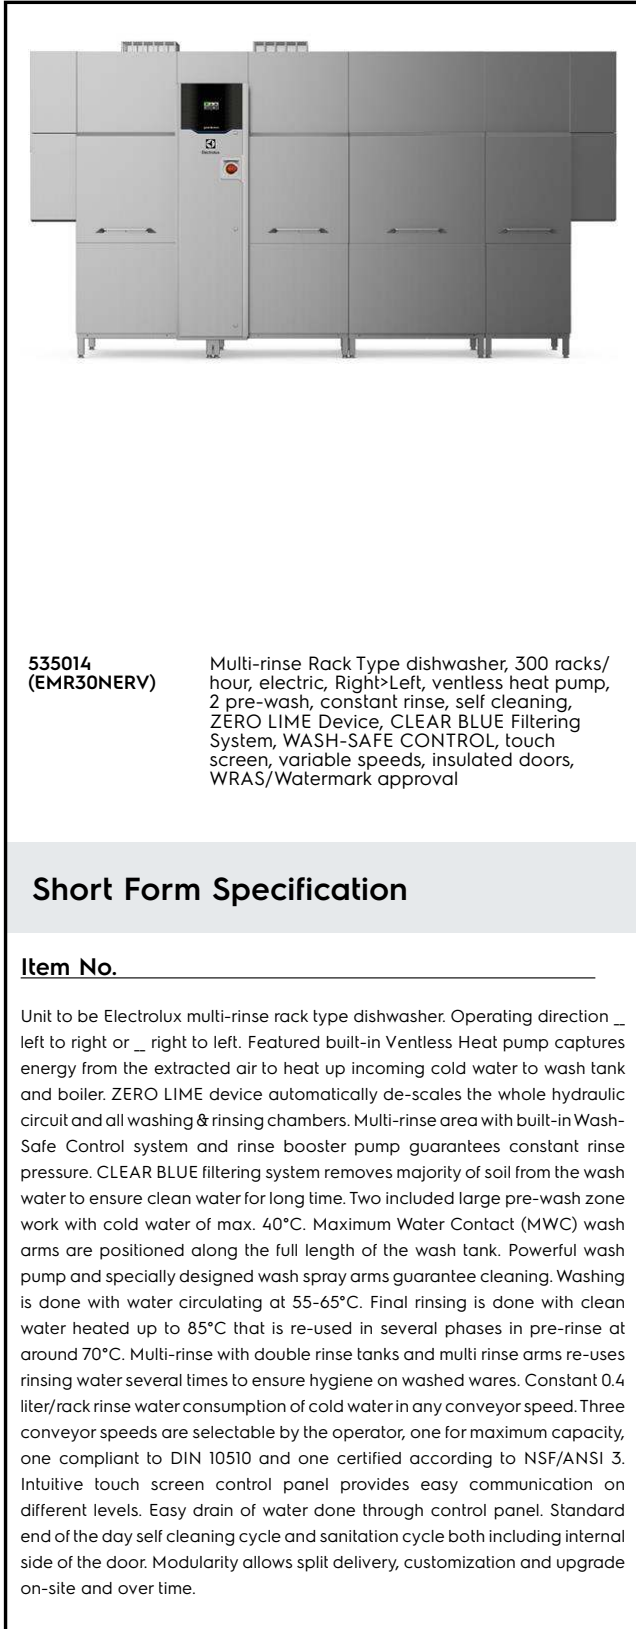 Electrolux
535014
(EMR30NERV)
Multi-rinse Rack Type dishwasher, 300 racks/
hour, electric, Right>Left, ventless heat pump,
2 pre-wash, constant rinse, self cleaning,
ZERO LIME Device, CLEAR BLUE Filtering
System, WASH-SAFE CONTROL, touch
screen, variable speeds, insulated doors,
WRAS/Watermark approval
Short Form Specification
Item No.
Unit to be Electrolux multi-rinse rack type dishwasher. Operating direction __
left to right or __ right to left. Featured built-in Ventless Heat pump captures
energy from the extracted air to heat up incoming cold water to wash tank
and boiler. ZERO LIME device automatically de-scales the whole hydraulic
circuit and all washing & rinsing chambers. Multi-rinse area with built-in Wash-
Safe Control system and rinse booster pump guarantees constant rinse
pressure. CLEAR BLUE filtering system removes majority of soil from the wash
water to ensure clean water for long time. Two included large pre-wash zone
work with cold water of max. 40°C. Maximum Water Contact (MWC) wash
arms are positioned along the full length of the wash tank. Powerful wash
pump and specially designed wash spray arms guarantee cleaning. Washing
is done with water circulating at 55-65°C. Final rinsing is done with clean
water heated up to 85°C that is re-used in several phases in pre-rinse at
around 70°C. Multi-rinse with double rinse tanks and multi rinse arms re-uses
rinsing water several times to ensure hygiene on washed wares. Constant 0.4
liter/rack rinse water consumption of cold water in any conveyor speed. Three
conveyor speeds are selectable by the operator, one for maximum capacity,
one compliant to DIN 10510 and one certified according to NSF/ANSI 3.
Intuitive touch screen control panel provides easy communication on
different levels. Easy drain of water done through control panel. Standard
end of the day self cleaning cycle and sanitation cycle both including internal
side of the door. Modularity allows split delivery, customization and upgrade
on-site and over time.